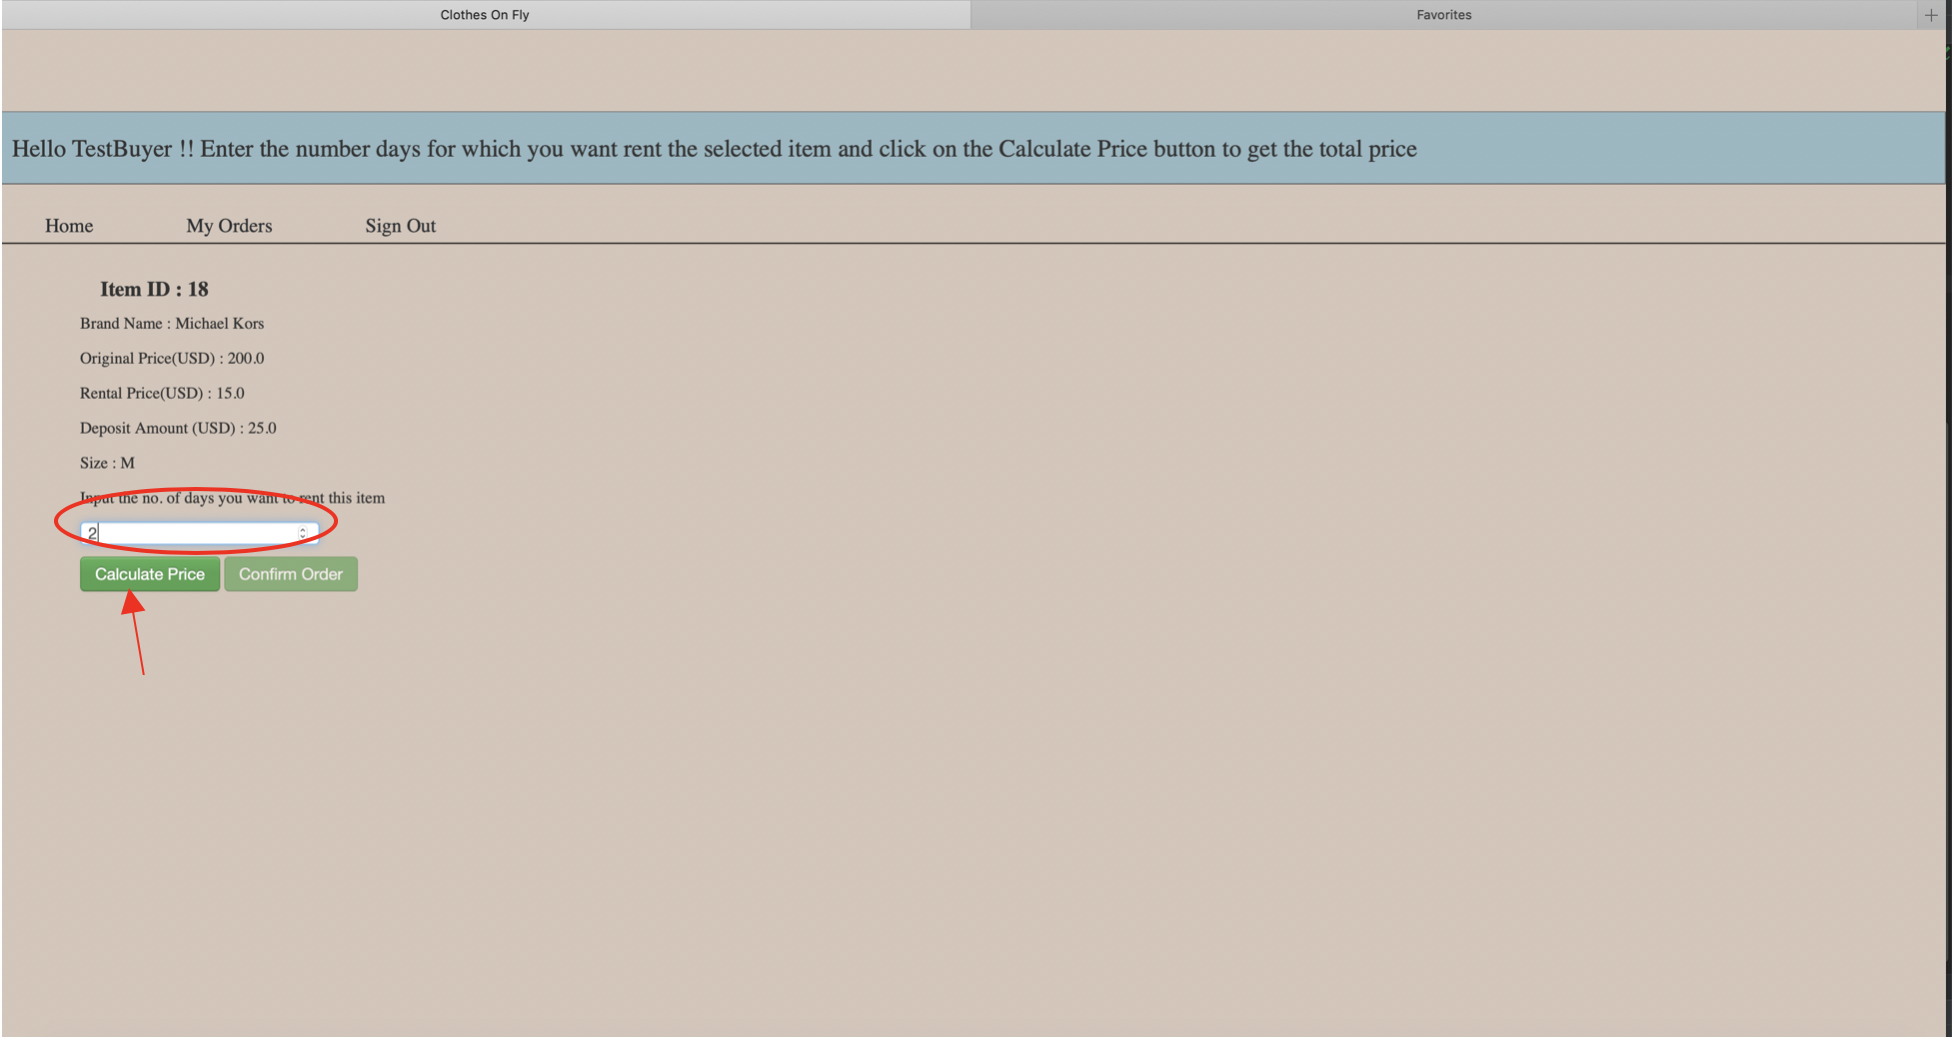 Clothes On Fly
Favorites
Hello TestBuyer !! Enter the number days for which you want rent the selected item and click on the Calculate Price button to get the total price
Home
My Orders
Sign Out
Item ID : 18
Brand Name : Michael Kors
Original Price(USD) : 200.0
Rental Price(USD) : 15.0
Deposit Amount (USD) : 25.0
Size : M
Input the no. of days you want to rent this item
2
Calculate Price
Confirm Order